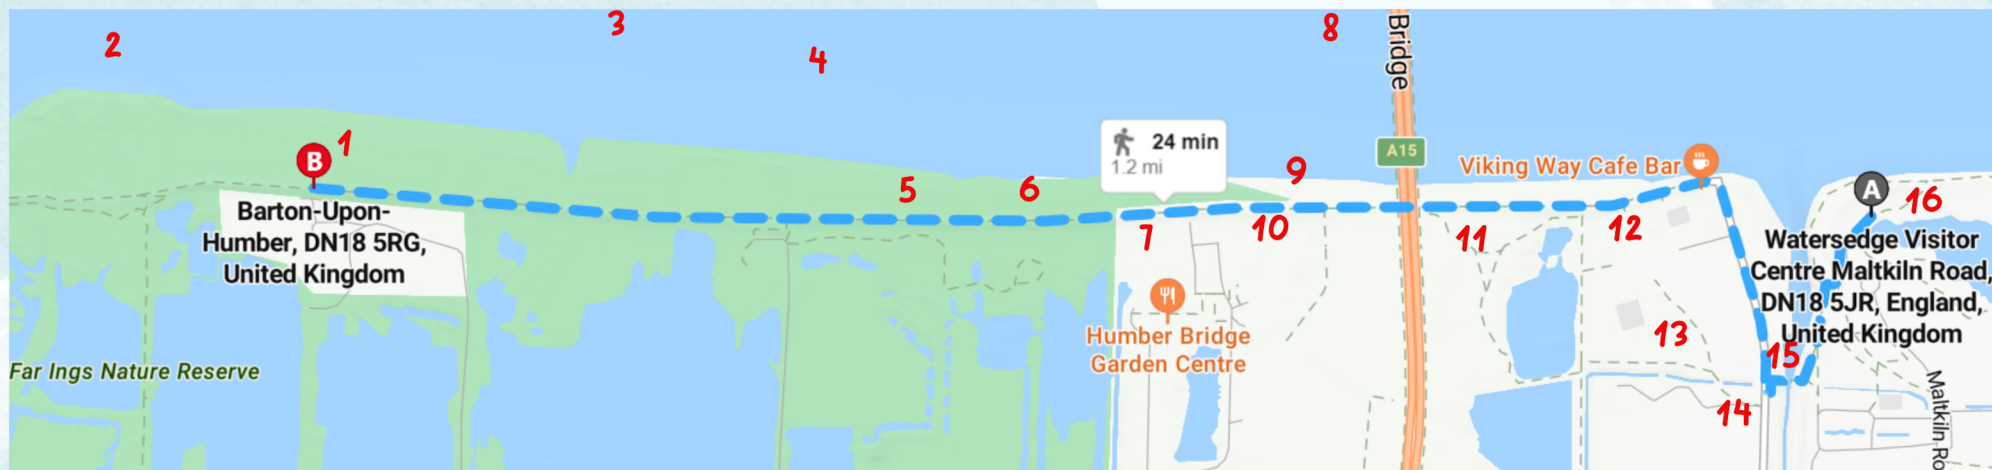 2
3
4
8
Bridge
1
B
24 min
1.2 mi
A15
9
Viking Way Cafe Bar
A
16
5
6
7
10
11
12
Barton-Upon-
Humber, DN18 5RG,
United Kingdom
Watersedge Visitor
Centre Maltkiln Road,
DN18 5JR, England,
United Kingdom
Humber Bridge
Garden Centre
13
15
Far Ings Nature Reserve
14
Maltkiln Ro